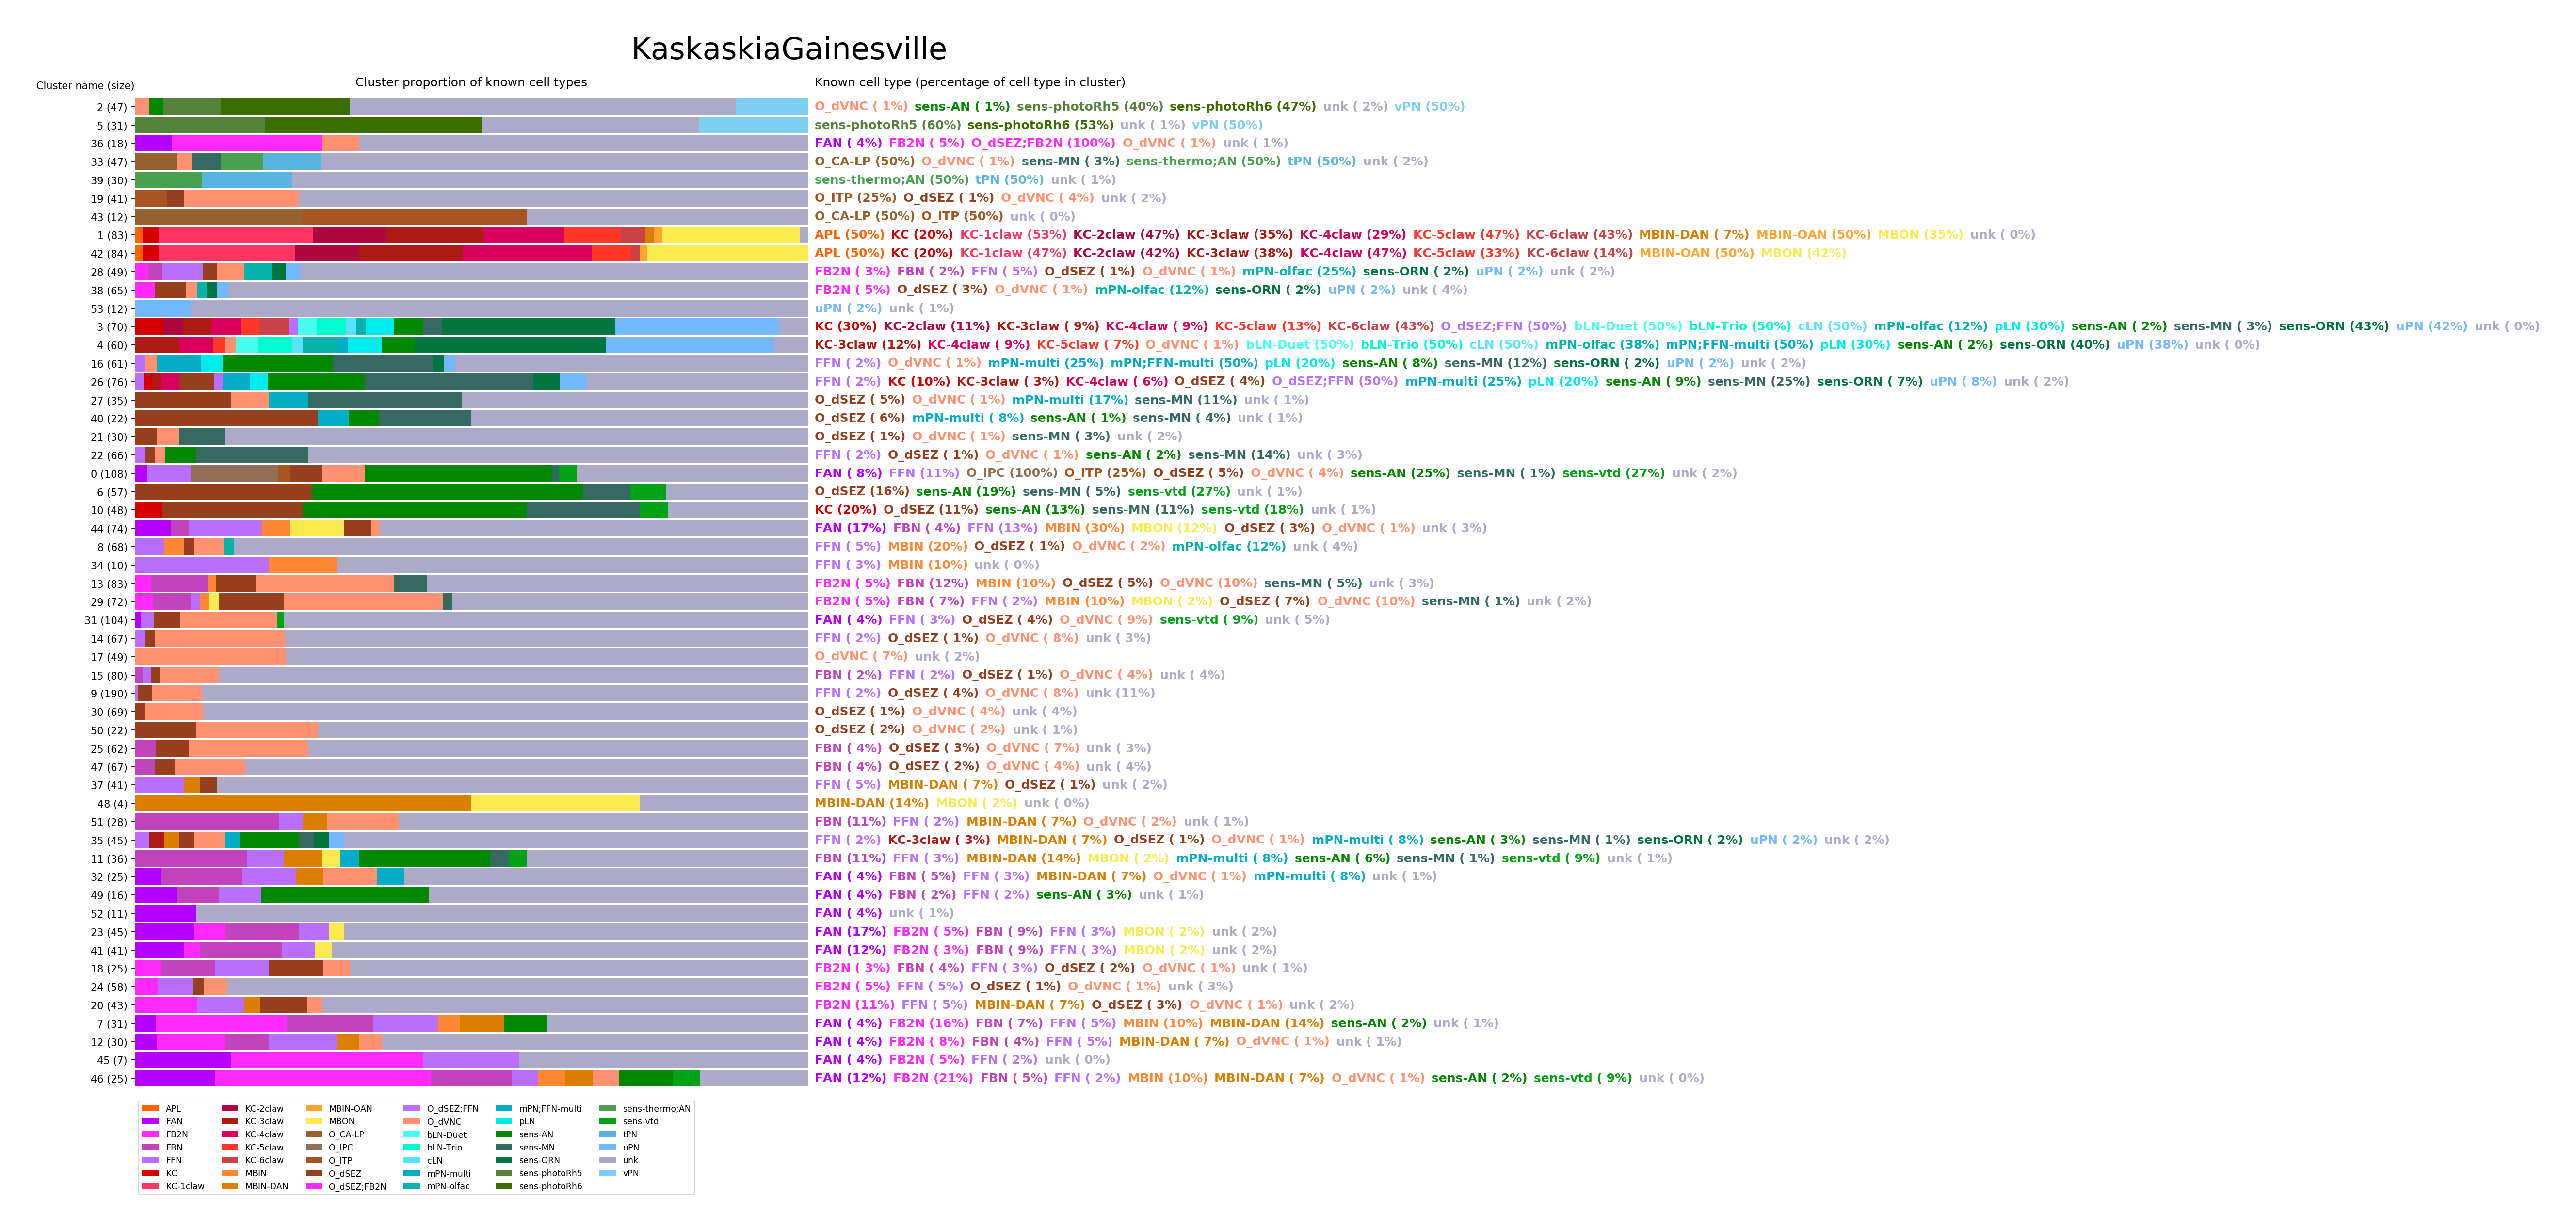 KaskaskiaGainesville
Cluster name (size) Cluster proportion of known cell types Known cell type (percentage of cell type in cluster)
2 (47) O_dVNC ( 1%) sens-AN ( 1%) sens-photoRh5 (40%) sens-photoRh6 (47%) unk ( 2%) vPN (50%)
5 (31) sens-photoRh5 (60%) sens-photoRh6 (53%) unk ( 1%) vPN (50%)
36 (18) FAN ( 4%) FB2N ( 5%) O_dSEZ;FB2N (100%) O_dVNC ( 1%) unk ( 1%)
33 (47) O_CA-LP (50%) O_dVNC ( 1%) sens-MN ( 3%) sens-thermo;AN (50%) tPN (50%) unk ( 2%)
39 (30) sens-thermo;AN (50%) tPN (50%) unk ( 1%)
19 (41) O_ITP (25%) O_dSEZ ( 1%) O_dVNC ( 4%) unk ( 2%)
43 (12) O_CA-LP (50%) O_ITP (50%) unk ( 0%)
1 (83) APL (50%) KC (20%) KC-1claw (53%) KC-2claw (47%) KC-3claw (35%) KC-4claw (29%) KC-5claw (47%) KC-6claw (43%) MBIN-DAN ( 7%) MBIN-OAN (50%) MBON (35%) unk ( 0%)
42 (84) APL (50%) KC (20%) KC-1claw (47%) KC-2claw (42%) KC-3claw (38%) KC-4claw (47%) KC-5claw (33%) KC-6claw (14%) MBIN-OAN (50%) MBON (42%)
28 (49) FB2N ( 3%) FBN ( 2%) FFN ( 5%) O_dSEZ ( 1%) O_dVNC ( 1%) mPN-olfac (25%) sens-ORN ( 2%) uPN ( 2%) unk ( 2%)
38 (65) FB2N ( 5%) O_dSEZ ( 3%) O_dVNC ( 1%) mPN-olfac (12%) sens-ORN ( 2%) uPN ( 2%) unk ( 4%)
53 (12) uPN ( 2%) unk ( 1%)
3 (70) KC (30%) KC-2claw (11%) KC-3claw ( 9%) KC-4claw ( 9%) KC-5claw (13%) KC-6claw (43%) O_dSEZ;FFN (50%) bLN-Duet (50%) bLN-Trio (50%) cLN (50%) mPN-olfac (12%) pLN (30%) sens-AN ( 2%) sens-MN ( 3%) sens-ORN (43%) uPN (42%) unk ( 0%)
4 (60) KC-3claw (12%) KC-4claw ( 9%) KC-5claw ( 7%) O_dVNC ( 1%) bLN-Duet (50%) bLN-Trio (50%) cLN (50%) mPN-olfac (38%) mPN;FFN-multi (50%) pLN (30%) sens-AN ( 2%) sens-ORN (40%) uPN (38%) unk ( 0%)
16 (61) FFN ( 2%) O_dVNC ( 1%) mPN-multi (25%) mPN;FFN-multi (50%) pLN (20%) sens-AN ( 8%) sens-MN (12%) sens-ORN ( 2%) uPN ( 2%) unk ( 2%)
26 (76) FFN ( 2%) KC (10%) KC-3claw ( 3%) KC-4claw ( 6%) O_dSEZ ( 4%) O_dSEZ;FFN (50%) mPN-multi (25%) pLN (20%) sens-AN ( 9%) sens-MN (25%) sens-ORN ( 7%) uPN ( 8%) unk ( 2%)
27 (35) O_dSEZ ( 5%) O_dVNC ( 1%) mPN-multi (17%) sens-MN (11%) unk ( 1%)
40 (22) O_dSEZ ( 6%) mPN-multi ( 8%) sens-AN ( 1%) sens-MN ( 4%) unk ( 1%)
21 (30) O_dSEZ ( 1%) O_dVNC ( 1%) sens-MN ( 3%) unk ( 2%)
22 (66) FFN ( 2%) O_dSEZ ( 1%) O_dVNC ( 1%) sens-AN ( 2%) sens-MN (14%) unk ( 3%)
0 (108) FAN ( 8%) FFN (11%) O_IPC (100%) O_ITP (25%) O_dSEZ ( 5%) O_dVNC ( 4%) sens-AN (25%) sens-MN ( 1%) sens-vtd (27%) unk ( 2%)
6 (57) O_dSEZ (16%) sens-AN (19%) sens-MN ( 5%) sens-vtd (27%) unk ( 1%)
10 (48) KC (20%) O_dSEZ (11%) sens-AN (13%) sens-MN (11%) sens-vtd (18%) unk ( 1%)
44 (74) FAN (17%) FBN ( 4%) FFN (13%) MBIN (30%) MBON (12%) O_dSEZ ( 3%) O_dVNC ( 1%) unk ( 3%)
8 (68) FFN ( 5%) MBIN (20%) O_dSEZ ( 1%) O_dVNC ( 2%) mPN-olfac (12%) unk ( 4%)
34 (10) FFN ( 3%) MBIN (10%) unk ( 0%)
13 (83) FB2N ( 5%) FBN (12%) MBIN (10%) O_dSEZ ( 5%) O_dVNC (10%) sens-MN ( 5%) unk ( 3%)
29 (72) FB2N ( 5%) FBN ( 7%) FFN ( 2%) MBIN (10%) MBON ( 2%) O_dSEZ ( 7%) O_dVNC (10%) sens-MN ( 1%) unk ( 2%)
31 (104) FAN ( 4%) FFN ( 3%) O_dSEZ ( 4%) O_dVNC ( 9%) sens-vtd ( 9%) unk ( 5%)
14 (67) FFN ( 2%) O_dSEZ ( 1%) O_dVNC ( 8%) unk ( 3%)
17 (49) O_dVNC ( 7%) unk ( 2%)
15 (80) FBN ( 2%) FFN ( 2%) O_dSEZ ( 1%) O_dVNC ( 4%) unk ( 4%)
9 (190) FFN ( 2%) O_dSEZ ( 4%) O_dVNC ( 8%) unk (11%)
30 (69) O_dSEZ ( 1%) O_dVNC ( 4%) unk ( 4%)
50 (22) O_dSEZ ( 2%) O_dVNC ( 2%) unk ( 1%)
25 (62) FBN ( 4%) O_dSEZ ( 3%) O_dVNC ( 7%) unk ( 3%)
47 (67) FBN ( 4%) O_dSEZ ( 2%) O_dVNC ( 4%) unk ( 4%)
37 (41) FFN ( 5%) MBIN-DAN ( 7%) O_dSEZ ( 1%) unk ( 2%)
48 (4) MBIN-DAN (14%) MBON ( 2%) unk ( 0%)
51 (28) FBN (11%) FFN ( 2%) MBIN-DAN ( 7%) O_dVNC ( 2%) unk ( 1%)
35 (45) FFN ( 2%) KC-3claw ( 3%) MBIN-DAN ( 7%) O_dSEZ ( 1%) O_dVNC ( 1%) mPN-multi ( 8%) sens-AN ( 3%) sens-MN ( 1%) sens-ORN ( 2%) uPN ( 2%) unk ( 2%)
11 (36) FBN (11%) FFN ( 3%) MBIN-DAN (14%) MBON ( 2%) mPN-multi ( 8%) sens-AN ( 6%) sens-MN ( 1%) sens-vtd ( 9%) unk ( 1%)
32 (25) FAN ( 4%) FBN ( 5%) FFN ( 3%) MBIN-DAN ( 7%) O_dVNC ( 1%) mPN-multi ( 8%) unk ( 1%)
49 (16) FAN ( 4%) FBN ( 2%) FFN ( 2%) sens-AN ( 3%) unk ( 1%)
52 (11) FAN ( 4%) unk ( 1%)
23 (45) FAN (17%) FB2N ( 5%) FBN ( 9%) FFN ( 3%) MBON ( 2%) unk ( 2%)
41 (41) FAN (12%) FB2N ( 3%) FBN ( 9%) FFN ( 3%) MBON ( 2%) unk ( 2%)
18 (25) FB2N ( 3%) FBN ( 4%) FFN ( 3%) O_dSEZ ( 2%) O_dVNC ( 1%) unk ( 1%)
24 (58) FB2N ( 5%) FFN ( 5%) O_dSEZ ( 1%) O_dVNC ( 1%) unk ( 3%)
20 (43) FB2N (11%) FFN ( 5%) MBIN-DAN ( 7%) O_dSEZ ( 3%) O_dVNC ( 1%) unk ( 2%)
7 (31) FAN ( 4%) FB2N (16%) FBN ( 7%) FFN ( 5%) MBIN (10%) MBIN-DAN (14%) sens-AN ( 2%) unk ( 1%)
12 (30) FAN ( 4%) FB2N ( 8%) FBN ( 4%) FFN ( 5%) MBIN-DAN ( 7%) O_dVNC ( 1%) unk ( 1%)
45 (7) FAN ( 4%) FB2N ( 5%) FFN ( 2%) unk ( 0%)
46 (25) FAN (12%) FB2N (21%) FBN ( 5%) FFN ( 2%) MBIN (10%) MBIN-DAN ( 7%) O_dVNC ( 1%) sens-AN ( 2%) sens-vtd ( 9%) unk ( 0%)
APL KC-2claw MBIN-OAN O_dSEZ;FFN mPN;FFN-multi sens-thermo;AN
FAN KC-3claw MBON O_dVNC pLN sens-vtd
FB2N KC-4claw O_CA-LP bLN-Duet sens-AN tPN
FBN KC-5claw O_IPC bLN-Trio sens-MN uPN
FFN KC-6claw O_ITP cLN sens-ORN unk
KC MBIN O_dSEZ mPN-multi sens-photoRh5 vPN
KC-1claw MBIN-DAN O_dSEZ;FB2N mPN-olfac sens-photoRh6